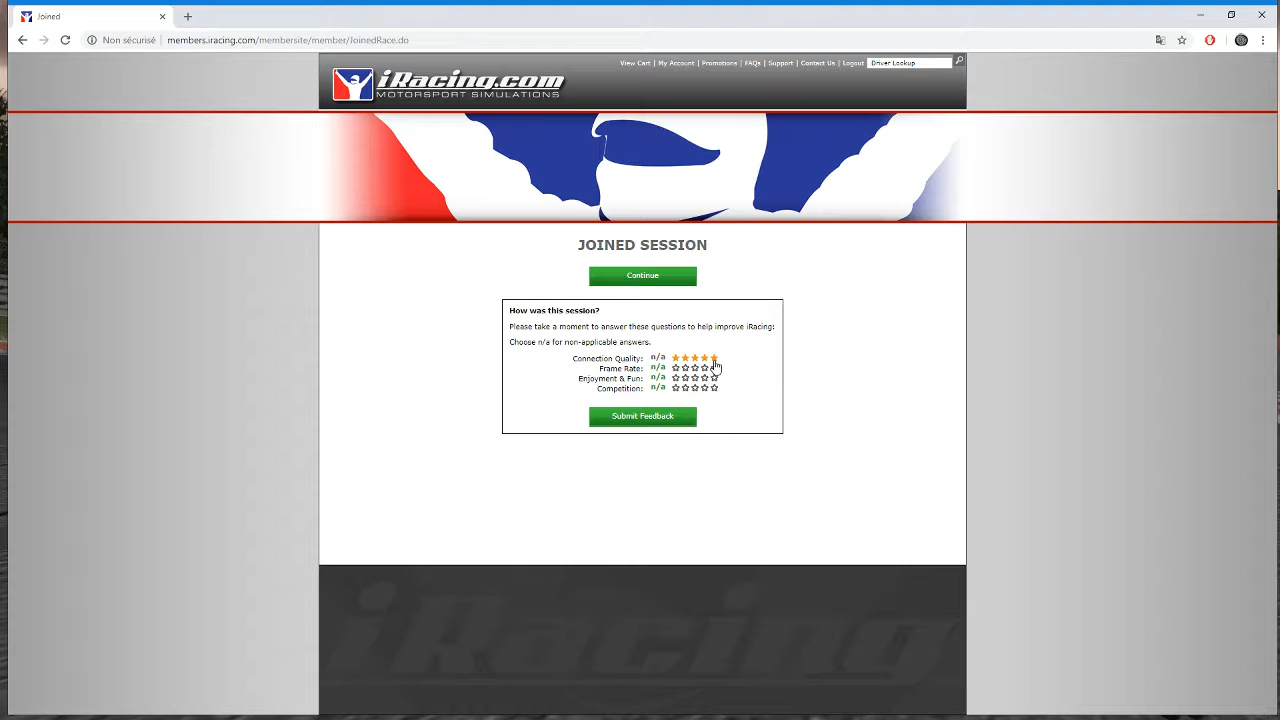 Joined
Non sécurisé
members.iracing.com/membersite/member/JoinedRace.do
View Cart | My Account | Promotions | FAQs | Support | Contact Us | Logout
Driver Lookup
iRacing.com
MOTORSPORT SIMULATIONS
JOINED SESSION
Continue
How was this session?
Please take a moment to answer these questions to help improve iRacing:
Choose n/a for non-applicable answers.
Connection Quality: n/a
Frame Rate: n/a
Enjoyment & Fun: n/a
Competition: n/a
Submit Feedback
iRacing